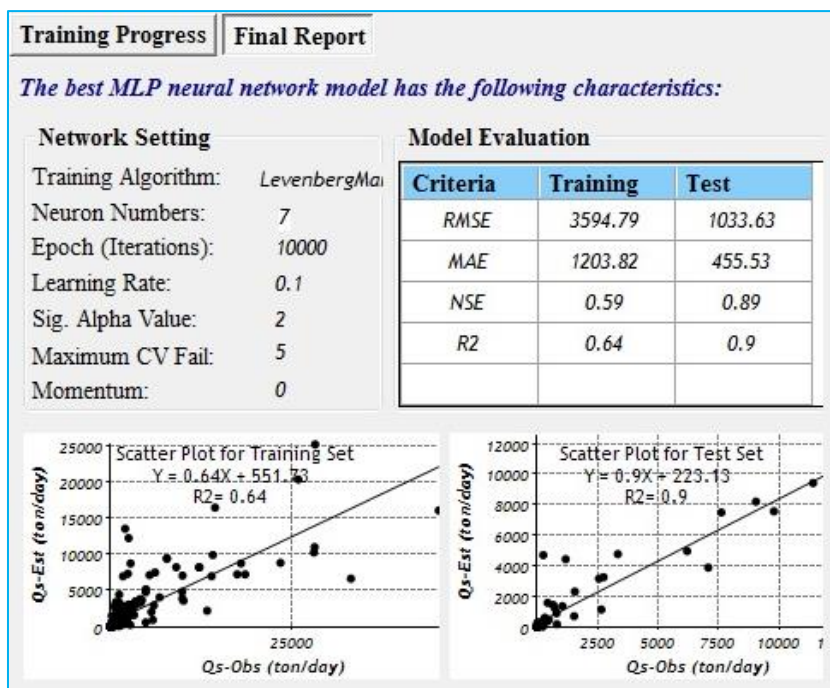 Training Progress Final Report
The best MLP neural network model has the following characteristics:
Network Setting
Training Algorithm: LevenbergMar
Neuron Numbers: 7
Epoch (Iterations): 10000
Learning Rate: 0.1
Sig. Alpha Value: 2
Maximum CV Fail: 5
Momentum: 0
Model Evaluation
Criteria Training Test
RMSE 3594.79 1033.63
MAE 1203.82 455.53
NSE 0.59 0.89
R2 0.64 0.9
Scatter Plot for Training Set
Y = 0.64X + 551.73
R2= 0.64
Qs-Est (ton/day)
25000
20000
15000
10000
5000
0
25000
Qs-Obs (ton/day)
Scatter Plot for Test Set
Y = 0.9X + 223.13
R2= 0.9
Qs-Est (ton/day)
12000
10000
8000
6000
4000
2000
0
2500 5000 7500 10000 1
Qs-Obs (ton/day)